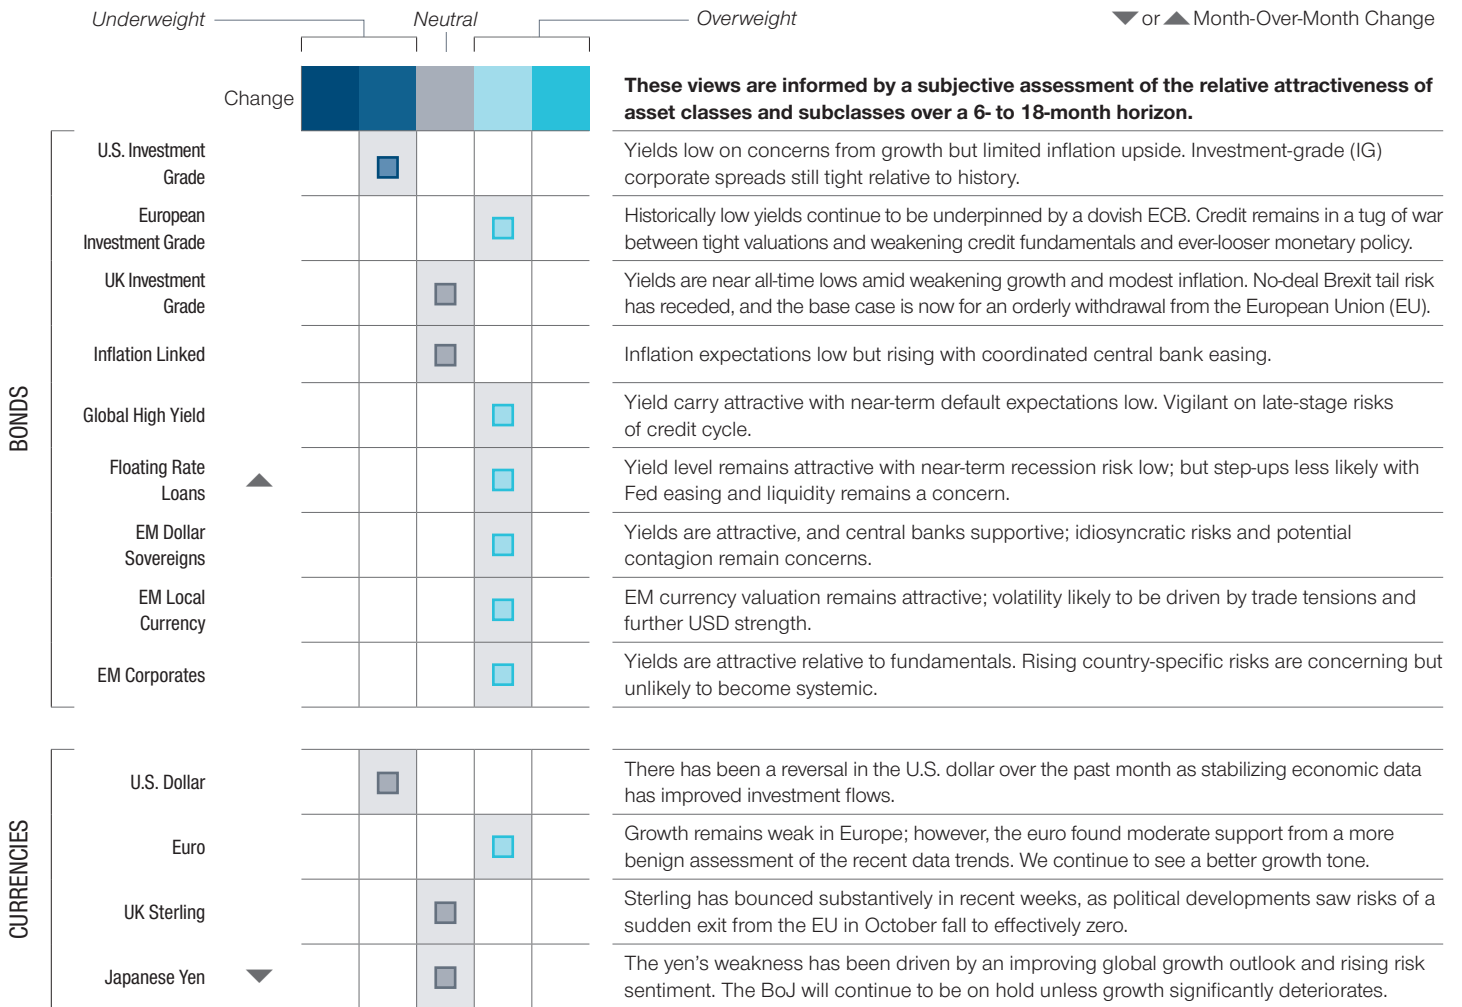 Underweight
Neutral
Overweight
or Month-Over-Month Change
Change
These views are informed by a subjective assessment of the relative attractiveness of
asset classes and subclasses over a 6- to 18-month horizon.
BONDS
U.S. Investment
Grade
Yields low on concerns from growth but limited inflation upside. Investment-grade (IG)
corporate spreads still tight relative to history.
European
Investment Grade
Historically low yields continue to be underpinned by a dovish ECB. Credit remains in a tug of war
between tight valuations and weakening credit fundamentals and ever-looser monetary policy.
UK Investment
Grade
Yields are near all-time lows amid weakening growth and modest inflation. No-deal Brexit tail risk
has receded, and the base case is now for an orderly withdrawal from the European Union (EU).
Inflation Linked
Inflation expectations low but rising with coordinated central bank easing.
Global High Yield
Yield carry attractive with near-term default expectations low. Vigilant on late-stage risks
of credit cycle.
Floating Rate
Loans
Yield level remains attractive with near-term recession risk low; but step-ups less likely with
Fed easing and liquidity remains a concern.
EM Dollar
Sovereigns
Yields are attractive, and central banks supportive; idiosyncratic risks and potential
contagion remain concerns.
EM Local
Currency
EM currency valuation remains attractive; volatility likely to be driven by trade tensions and
further USD strength.
EM Corporates
Yields are attractive relative to fundamentals. Rising country-specific risks are concerning but
unlikely to become systemic.
CURRENCIES
U.S. Dollar
There has been a reversal in the U.S. dollar over the past month as stabilizing economic data
has improved investment flows.
Euro
Growth remains weak in Europe; however, the euro found moderate support from a more
benign assessment of the recent data trends. We continue to see a better growth tone.
UK Sterling
Sterling has bounced substantively in recent weeks, as political developments saw risks of a
sudden exit from the EU in October fall to effectively zero.
Japanese Yen
The yen’s weakness has been driven by an improving global growth outlook and rising risk
sentiment. The BoJ will continue to be on hold unless growth significantly deteriorates.